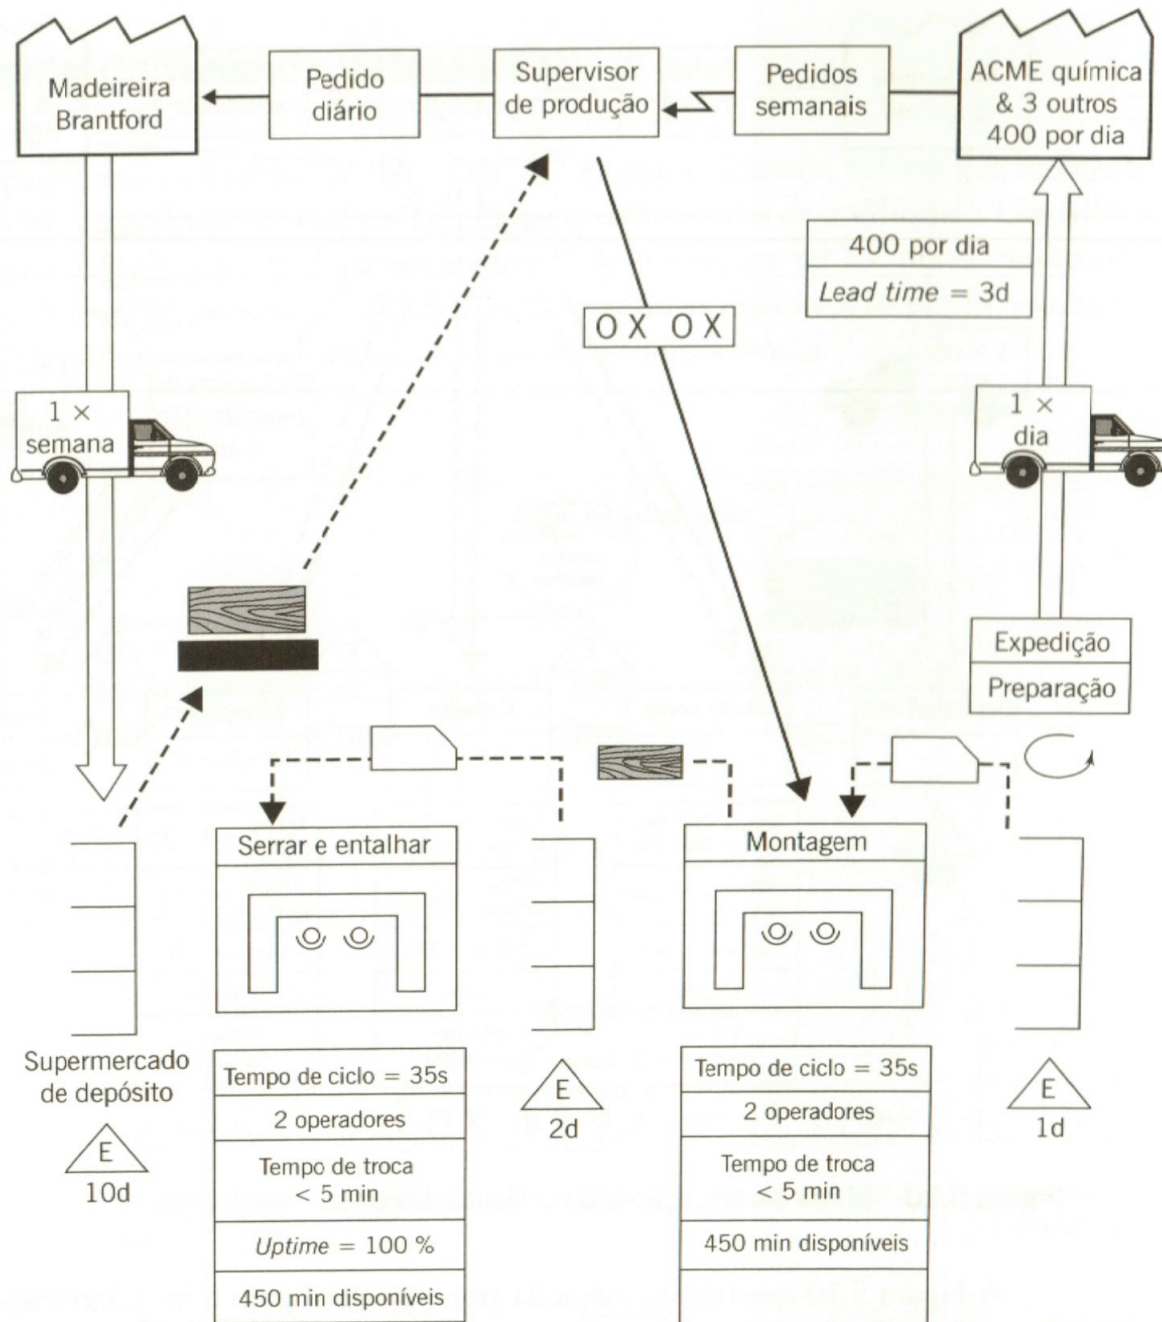 Madeireira
Brantford
Pedido
diário
Supervisor
de produção
Pedidos
semanais
ACME química
& 3 outros
400 por dia
400 por dia
Lead time = 3d
O X O X
1 ×
semana
1 ×
dia
Expedição
Preparação
Serrar e entalhar
Montagem
Supermercado
de depósito
E
10d
Tempo de ciclo = 35s
2 operadores
Tempo de troca
< 5 min
Uptime = 100 %
450 min disponíveis
E
2d
Tempo de ciclo = 35s
2 operadores
Tempo de troca
< 5 min
450 min disponíveis
E
1d